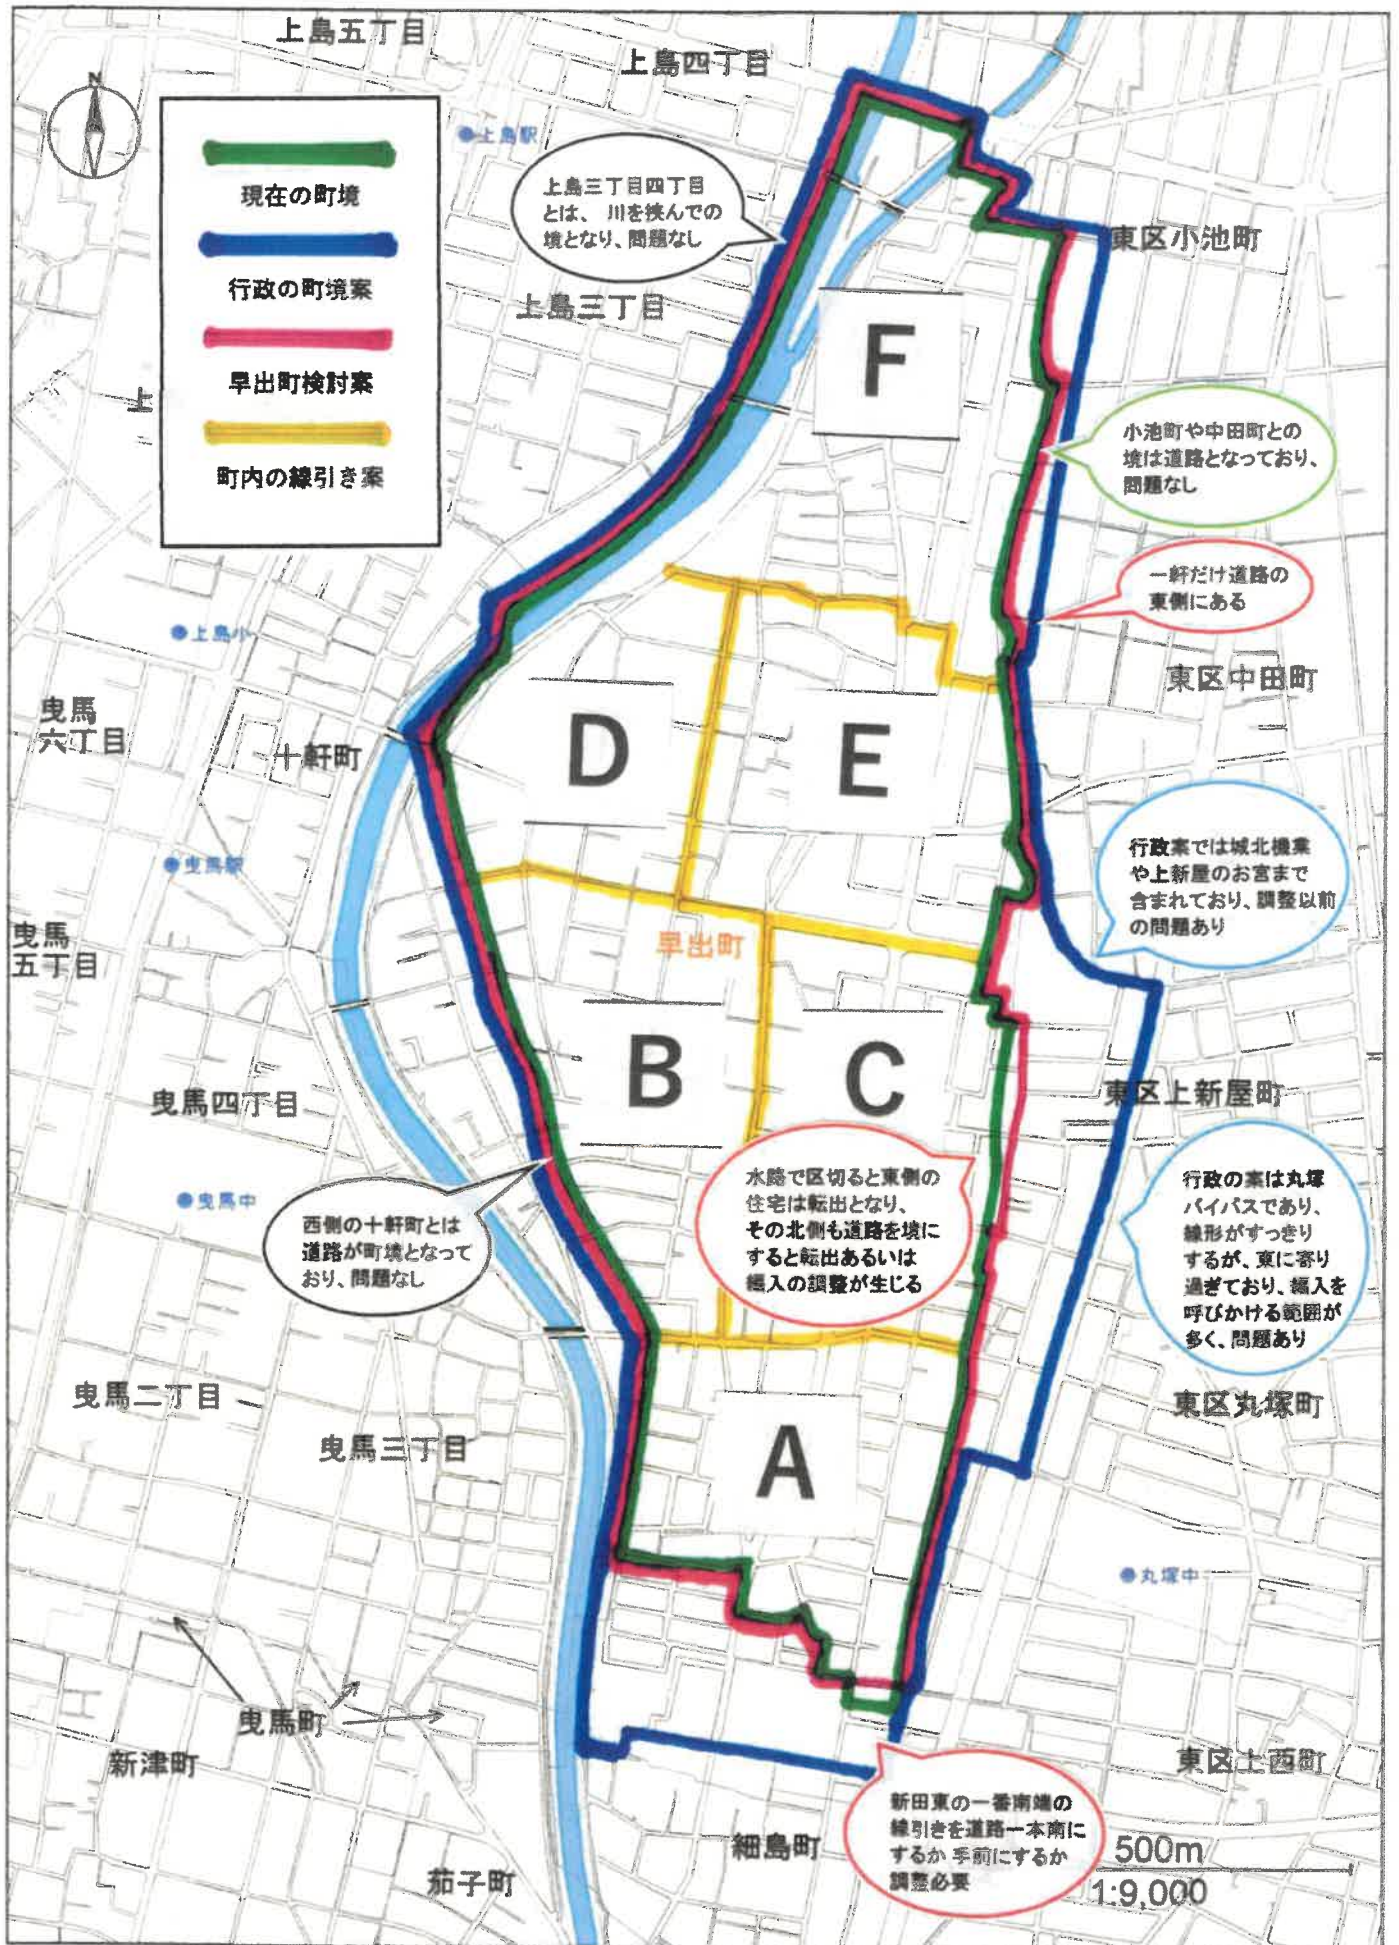 上島五丁目
上島四丁目
N
●上島駅
現在の町境
行政の町境案
早出町検討案
町内の線引き案
上島三丁目四丁目
とは、川を挟んでの
境となり、問題なし
東区小池町
上島三丁目
F
上
小池町や中田町との
境は道路となっており、
問題なし
一軒だけ道路の
東側にある
●上島小
東区中田町
曳馬
六丁目
十軒町
D
E
●曳馬駅
行政案では城北機業
や上新屋のお宮まで
含まれており、調整以前
の問題あり
曳馬
五丁目
早出町
B
C
曳馬四丁目
東区上新屋町
水路で区切ると東側の
住宅は転出となり、
その北側も道路を境に
すると転出あるいは
編入の調整が生じる
行政の案は丸塚
バイパスであり、
線形がすっきり
するが、東に寄り
過ぎており、編入を
呼びかける範囲が
多く、問題あり
●曳馬中
西側の十軒町とは
道路が町境となって
おり、問題なし
曳馬二丁目
東区丸塚町
曳馬三丁目
A
●丸塚中
曳馬町
新津町
東区上西町
新田東の一番南端の
線引きを道路一本南に
するか 手前にするか
調整必要
細島町
茄子町
500m
1:9,000